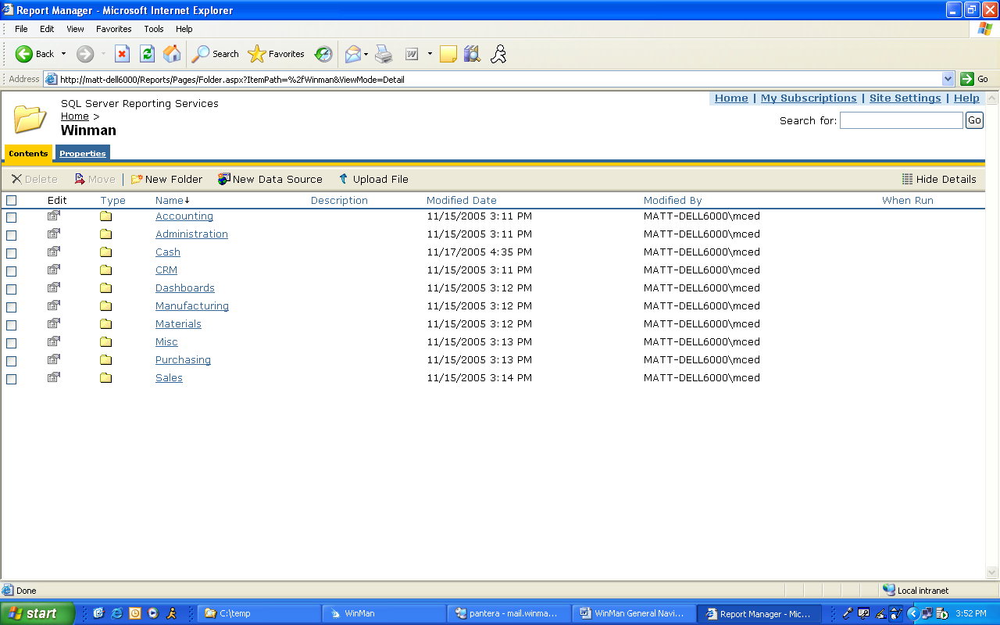 Report Manager - Microsoft Internet Explorer
File Edit View Favorites Tools Help
Back Search Favorites
Address http://matt-dell6000/Reports/Pages/Folder.aspx?ItemPath=%2fWinman&ViewMode=Detail Go
Home | My Subscriptions | Site Settings | Help
SQL Server Reporting Services
Home >
Winman
Search for: Go
Contents Properties
Delete Move | New Folder New Data Source Upload File Hide Details
Edit Type Name↓ Description Modified Date Modified By When Run
Accounting 11/15/2005 3:11 PM MATT-DELL6000\mced
Administration 11/15/2005 3:11 PM MATT-DELL6000\mced
Cash 11/17/2005 4:35 PM MATT-DELL6000\mced
CRM 11/15/2005 3:11 PM MATT-DELL6000\mced
Dashboards 11/15/2005 3:12 PM MATT-DELL6000\mced
Manufacturing 11/15/2005 3:12 PM MATT-DELL6000\mced
Materials 11/15/2005 3:12 PM MATT-DELL6000\mced
Misc 11/15/2005 3:13 PM MATT-DELL6000\mced
Purchasing 11/15/2005 3:13 PM MATT-DELL6000\mced
Sales 11/15/2005 3:14 PM MATT-DELL6000\mced
Done Local intranet
start C:\temp WinMan pantera - mail.winma... WinMan General Navi... Report Manager - Mic... 3:52 PM